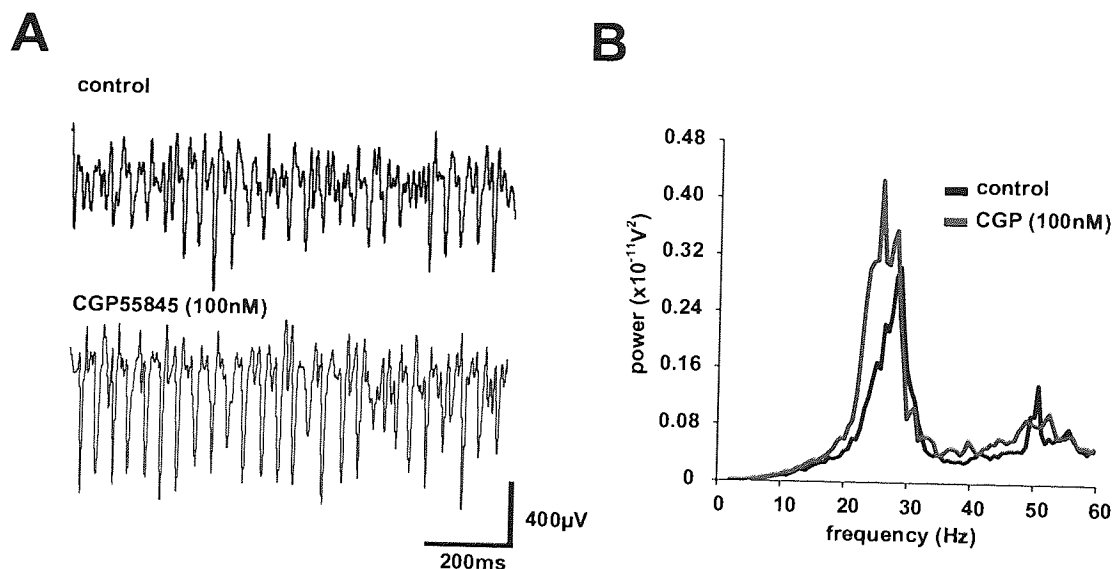 A
control
CGP55845 (100nM)
400µV
200ms
B
0.48
0.40
0.32
0.24
0.16
0.08
0
power (x10⁻¹¹V²)
control
CGP (100nM)
0 10 20 30 40 50 60
frequency (Hz)